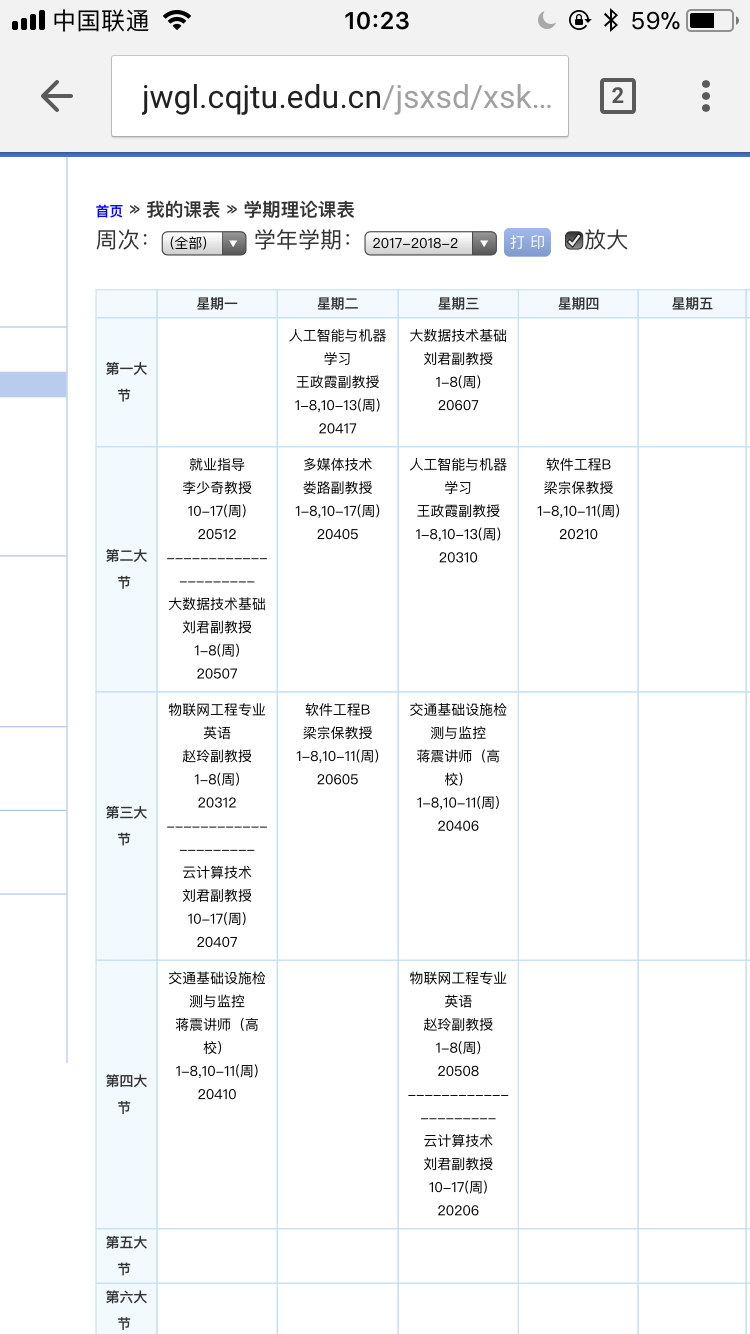 中国联通 10:23 59%
jwgl.cqjtu.edu.cn/jsxsd/xsk... 2
首页 » 我的课表 » 学期理论课表
周次： (全部) 学年学期： 2017-2018-2 打 印 放大
星期一 星期二 星期三 星期四 星期五
第一大
节
人工智能与机器
学习
王政霞副教授
1-8,10-13(周)
20417
大数据技术基础
刘君副教授
1-8(周)
20607
第二大
节
就业指导
李少奇教授
10-17(周)
20512
------------
---------
大数据技术基础
刘君副教授
1-8(周)
20507
多媒体技术
娄路副教授
1-8,10-17(周)
20405
人工智能与机器
学习
王政霞副教授
1-8,10-13(周)
20310
软件工程B
梁宗保教授
1-8,10-11(周)
20210
第三大
节
物联网工程专业
英语
赵玲副教授
1-8(周)
20312
------------
---------
云计算技术
刘君副教授
10-17(周)
20407
软件工程B
梁宗保教授
1-8,10-11(周)
20605
交通基础设施检
测与监控
蒋震讲师（高
校）
1-8,10-11(周)
20406
第四大
节
交通基础设施检
测与监控
蒋震讲师（高
校）
1-8,10-11(周)
20410
物联网工程专业
英语
赵玲副教授
1-8(周)
20508
------------
---------
云计算技术
刘君副教授
10-17(周)
20206
第五大
节
第六大
节